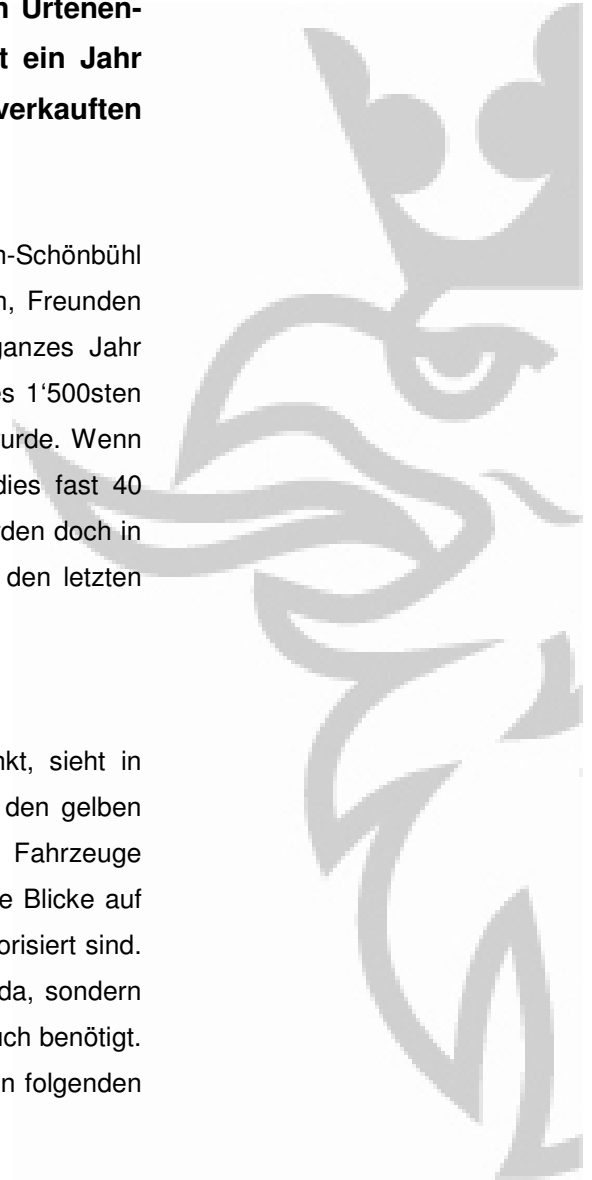 n Urtenen-
t ein Jahr
verkauften
n-Schönbühl
n, Freunden
ganzes Jahr
es 1‘500sten
urde. Wenn
dies fast 40
rden doch in
den letzten
nkt, sieht in
den gelben
Fahrzeuge
e Blicke auf
orisiert sind.
da, sondern
uch benötigt.
n folgenden